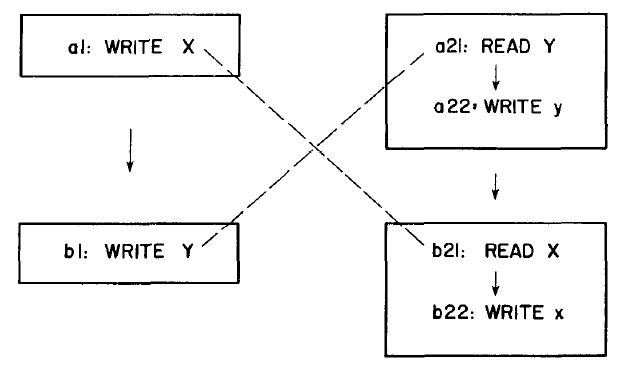 a1: WRITE X
a21: READ Y
a22: WRITE y
b1: WRITE Y
b21: READ X
b22: WRITE x